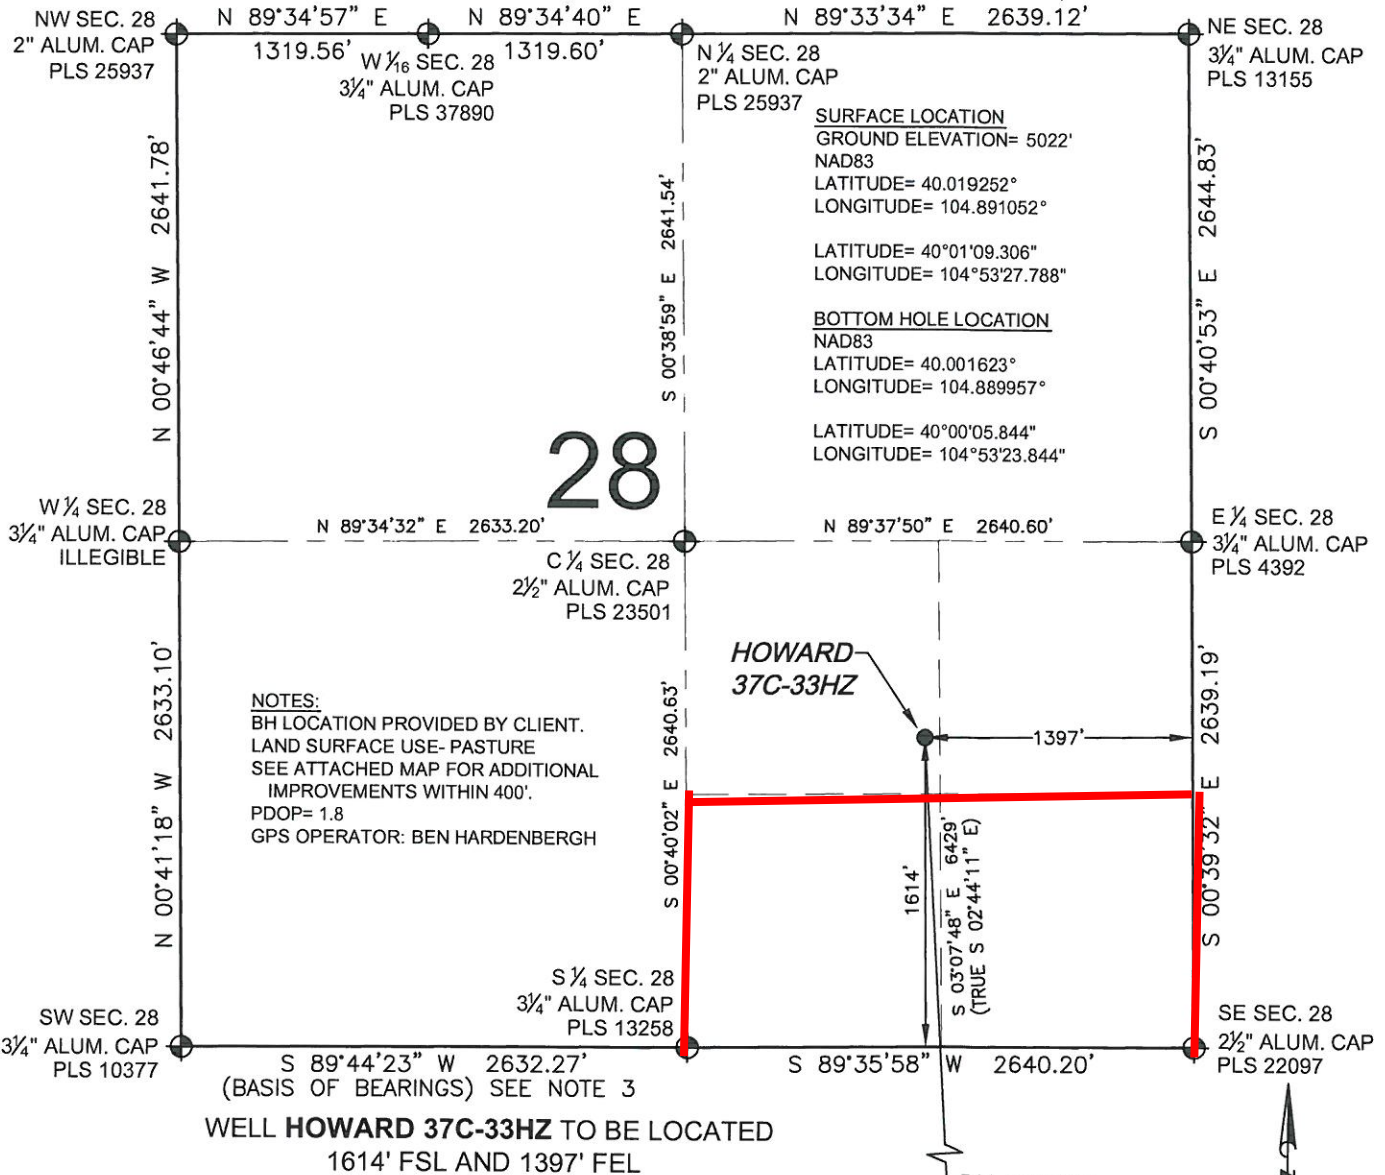 N 89°34'57" E
N 89°34'40" E
N 89°33'34" E 2639.12'
NW SEC. 28
2" ALUM. CAP
PLS 25937
1319.56'
1319.60'
W 1/16 SEC. 28
3¼" ALUM. CAP
PLS 37890
N ¼ SEC. 28
2" ALUM. CAP
PLS 25937
NE SEC. 28
3¼" ALUM. CAP
PLS 13155
SURFACE LOCATION
GROUND ELEVATION= 5022'
NAD83
LATITUDE= 40.019252°
LONGITUDE= 104.891052°
LATITUDE= 40°01'09.306"
LONGITUDE= 104°53'27.788"
BOTTOM HOLE LOCATION
NAD83
LATITUDE= 40.001623°
LONGITUDE= 104.889957°
LATITUDE= 40°00'05.844"
LONGITUDE= 104°53'23.844"
N 00°46'44" W 2641.78'
S 00°38'59" E 2641.54'
S 00°40'53" E 2644.83'
28
W ¼ SEC. 28
3¼" ALUM. CAP
ILLEGIBLE
N 89°34'32" E 2633.20'
N 89°37'50" E 2640.60'
C ¼ SEC. 28
2½" ALUM. CAP
PLS 23501
E ¼ SEC. 28
3¼" ALUM. CAP
PLS 4392
HOWARD
37C-33HZ
1397'
NOTES:
BH LOCATION PROVIDED BY CLIENT.
LAND SURFACE USE- PASTURE
SEE ATTACHED MAP FOR ADDITIONAL
IMPROVEMENTS WITHIN 400'.
PDOP= 1.8
GPS OPERATOR: BEN HARDENBERGH
N 00°41'18" W 2633.10'
S 00°40'02" E 2640.63'
1614'
S 03°07'48" E 6429'
(TRUE S 02°44'11" E)
S 00°39'32" E 2639.19'
S ¼ SEC. 28
3¼" ALUM. CAP
PLS 13258
SW SEC. 28
3¼" ALUM. CAP
PLS 10377
SE SEC. 28
2½" ALUM. CAP
PLS 22097
S 89°44'23" W 2632.27'
(BASIS OF BEARINGS) SEE NOTE 3
S 89°35'58" W 2640.20'
WELL HOWARD 37C-33HZ TO BE LOCATED
1614' FSL AND 1397' FEL